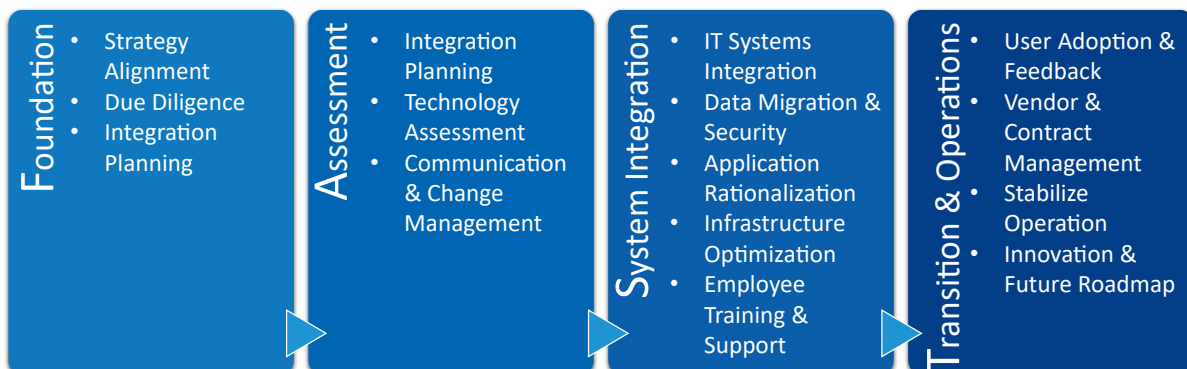 Foundation
• Strategy
Alignment
• Due Diligence
• Integration
Planning
Assessment
• Integration
Planning
• Technology
Assessment
• Communication
& Change
Management
System Integration
• IT Systems
Integration
• Data Migration &
Security
• Application
Rationalization
• Infrastructure
Optimization
• Employee
Training &
Support
Transition & Operations
• User Adoption &
Feedback
• Vendor &
Contract
Management
• Stabilize
Operation
• Innovation &
Future Roadmap